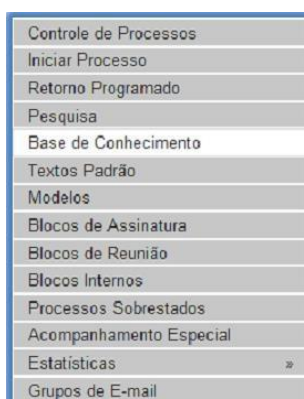 Controle de Processos
Iniciar Processo
Retorno Programado
Pesquisa
Base de Conhecimento
Textos Padrão
Modelos
Blocos de Assinatura
Blocos de Reunião
Blocos Internos
Processos Sobrestados
Acompanhamento Especial
Estatísticas »
Grupos de E-mail